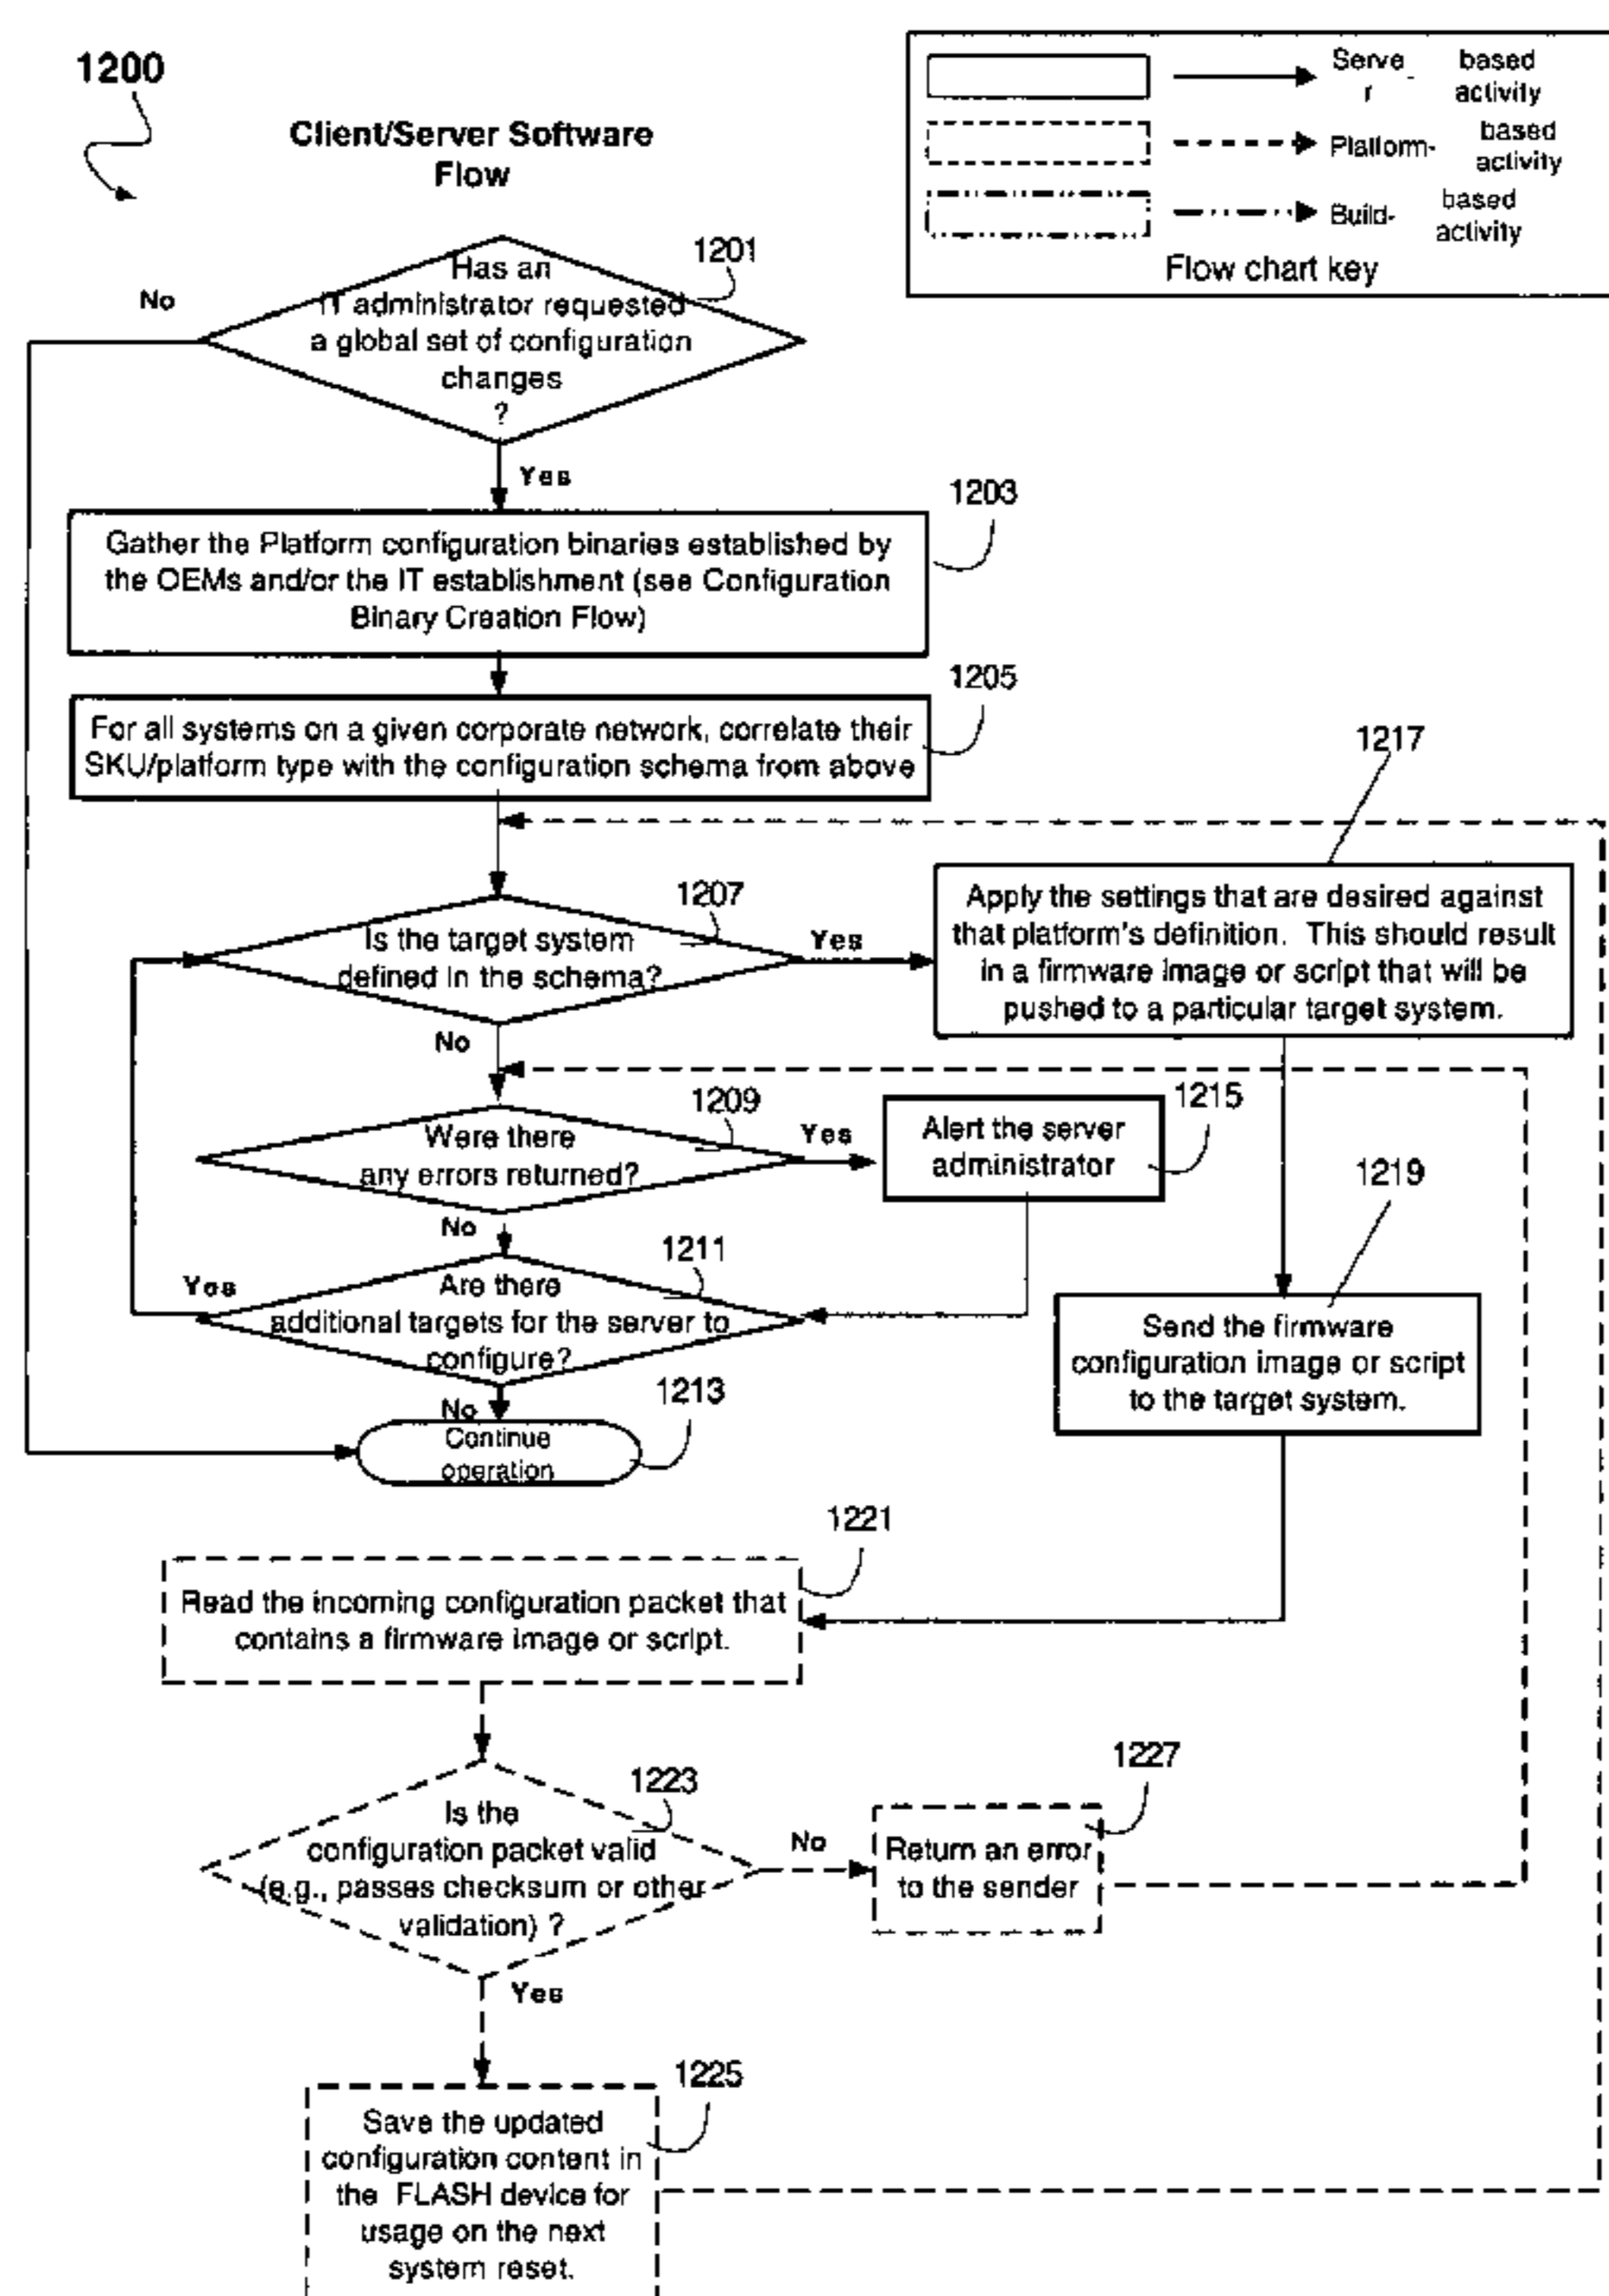 1200
Client/Server Software
Flow
Serve - based
r activity
Platform- based
activity
Build- based
activity
Flow chart key
1201
Has an
IT administrator requested
a global set of configuration
changes
?
No
Yes
1203
Gather the Platform configuration binaries established by
the OEMs and/or the IT establishment (see Configuration
Binary Creation Flow)
1205
For all systems on a given corporate network, correlate their
SKU/platform type with the configuration schema from above
1207
Is the target system
defined in the schema?
Yes
No
1217
Apply the settings that are desired against
that platform's definition. This should result
in a firmware image or script that will be
pushed to a particular target system.
1209
Were there
any errors returned?
Yes
No
1215
Alert the server
administrator
1211
Are there
additional targets for the server to
configure?
Yes
No
1213
Continue
operation
1219
Send the firmware
configuration image or script
to the target system.
1221
Read the incoming configuration packet that
contains a firmware image or script.
1223
Is the
configuration packet valid
(e.g., passes checksum or other
validation) ?
No
Yes
1227
Return an error
to the sender
1225
Save the updated
configuration content in
the FLASH device for
usage on the next
system reset.